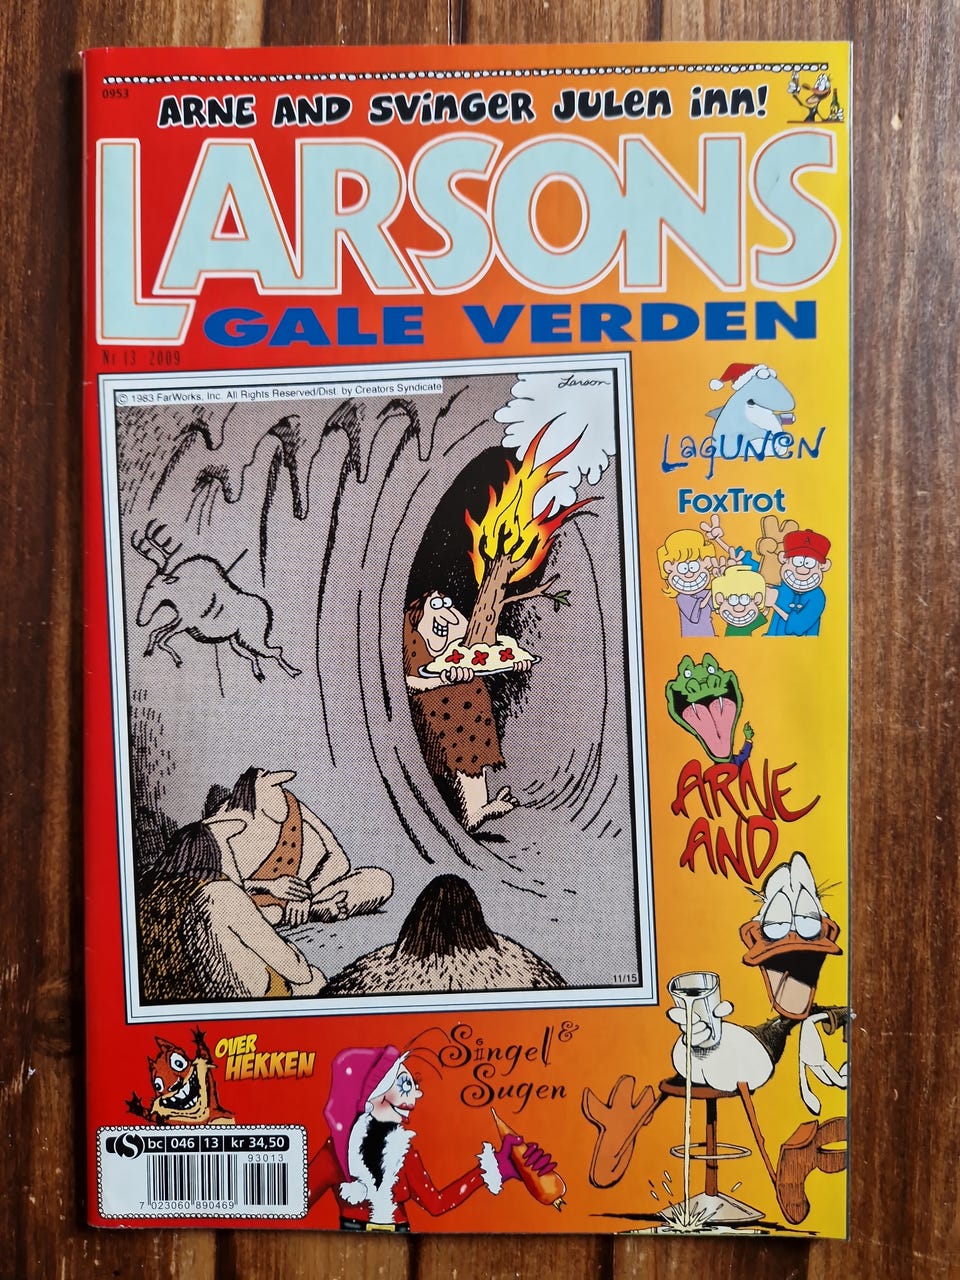 0953
ARNE AND SVINGER JULEN INN!
LARSONS
GALE VERDEN
Nr 13 2009
© 1983 FarWorks, Inc. All Rights Reserved/Dist. by Creators Syndicate
Larson
LAGUNEN
FoxTrot
ARNE
AND
11/15
OVER
HEKKEN
Singel &
Sugen
bc 046 13 kr 34,50
93013
7 023060 890469